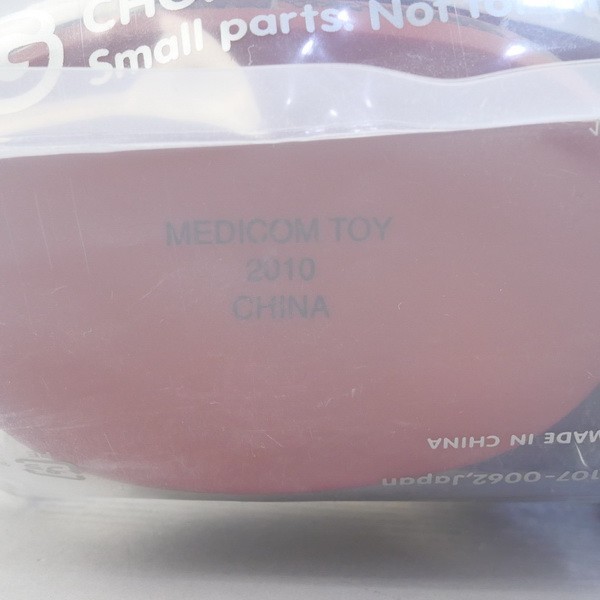 Small parts. Not
MEDICOM TOY
2010
CHINA
MADE IN CHINA
107-0062,Japan